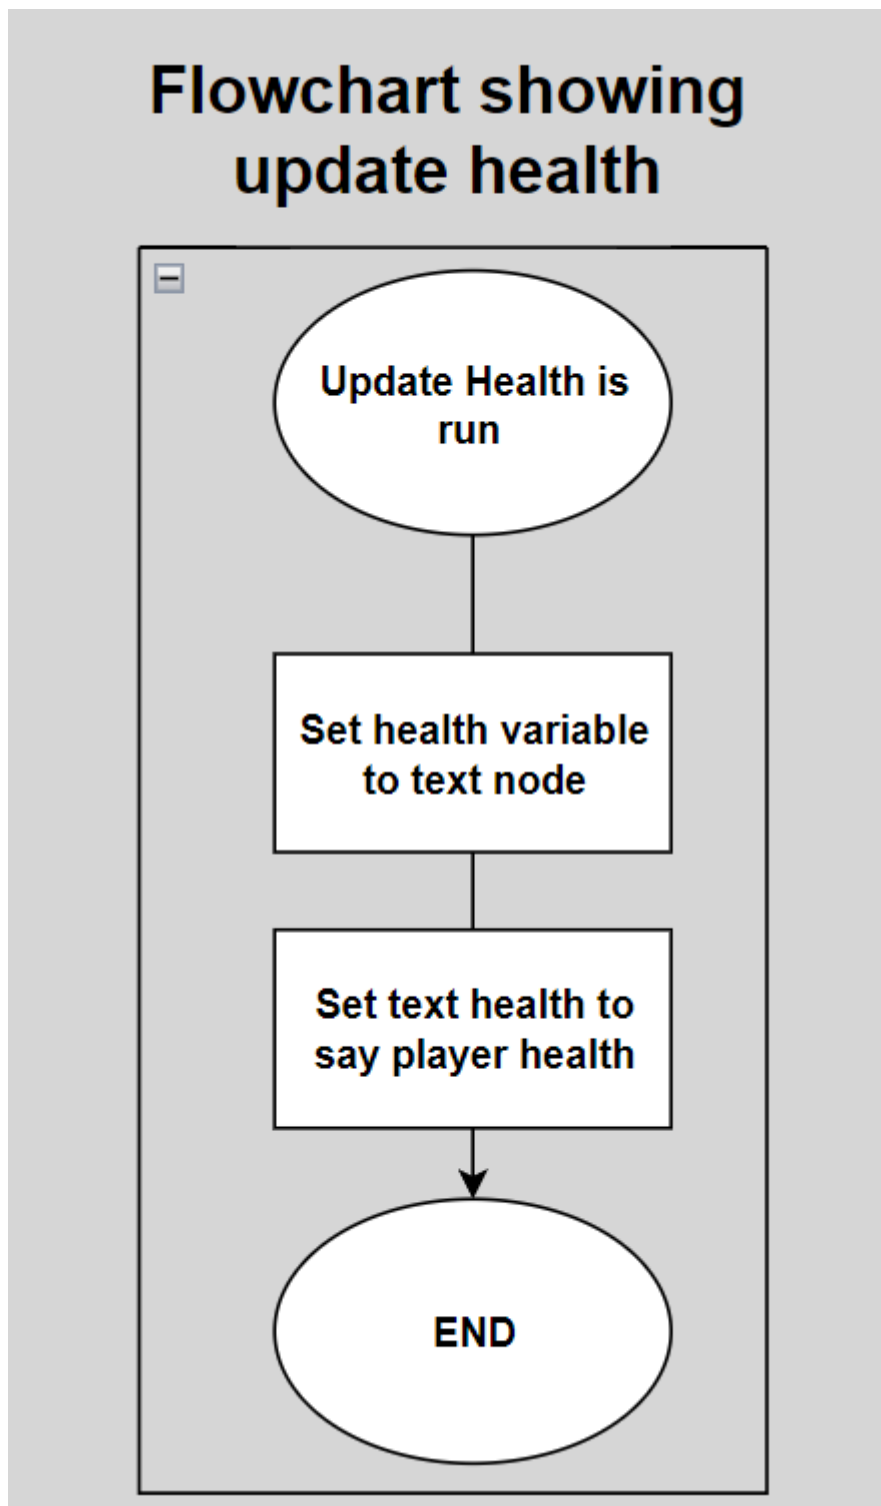 Flowchart showing
update health
Update Health is
run
Set health variable
to text node
Set text health to
say player health
END